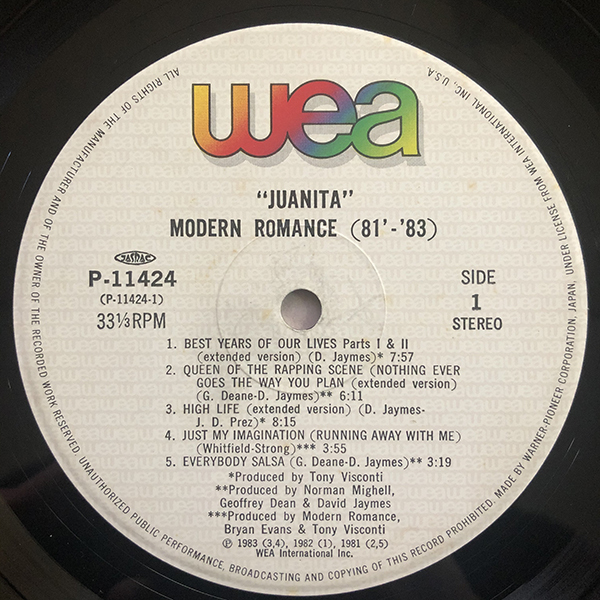 wea
"JUANITA"
MODERN ROMANCE (81'-'83)
JASRAC
P-11424
(P-11424-1)
33⅓RPM
SIDE
1
STEREO
1. BEST YEARS OF OUR LIVES Parts I & II
(extended version) (D. Jaymes)* 7:57
2. QUEEN OF THE RAPPING SCENE (NOTHING EVER
GOES THE WAY YOU PLAN (extended version)
(G. Deane-D. Jaymes)** 6:11
3. HIGH LIFE (extended version) (D. Jaymes-
J. D. Prez)* 8:15
4. JUST MY IMAGINATION (RUNNING AWAY WITH ME)
(Whitfield-Strong)*** 3:55
5. EVERYBODY SALSA (G. Deane-D. Jaymes)** 3:19
*Produced by Tony Visconti
**Produced by Norman Mighell,
Geoffrey Dean & David Jaymes
***Produced by Modern Romance,
Bryan Evans & Tony Visconti
℗ 1983 (3,4), 1982 (1), 1981 (2,5)
WEA International Inc.
ALL RIGHTS OF THE MANUFACTURER AND OF THE OWNER OF THE RECORDED WORK RESERVED. UNAUTHORIZED PUBLIC PERFORMANCE, BROADCASTING AND COPYING OF THIS RECORD PROHIBITED. MADE BY WARNER-PIONEER CORPORATION, JAPAN, UNDER LICENSE FROM WEA INTERNATIONAL INC., U.S.A.